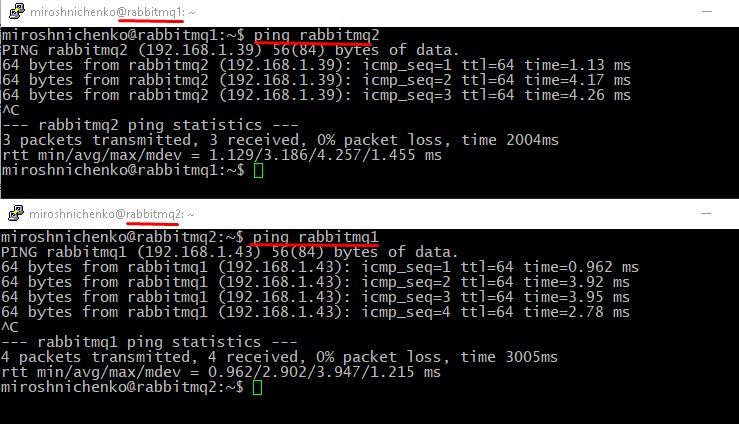 miroshnichenko@rabbitmq1: ~
miroshnichenko@rabbitmq1:~$ ping rabbitmq2
PING rabbitmq2 (192.168.1.39) 56(84) bytes of data.
64 bytes from rabbitmq2 (192.168.1.39): icmp_seq=1 ttl=64 time=1.13 ms
64 bytes from rabbitmq2 (192.168.1.39): icmp_seq=2 ttl=64 time=4.17 ms
64 bytes from rabbitmq2 (192.168.1.39): icmp_seq=3 ttl=64 time=4.26 ms
^C
--- rabbitmq2 ping statistics ---
3 packets transmitted, 3 received, 0% packet loss, time 2004ms
rtt min/avg/max/mdev = 1.129/3.186/4.257/1.455 ms
miroshnichenko@rabbitmq1:~$
miroshnichenko@rabbitmq2: ~
miroshnichenko@rabbitmq2:~$ ping rabbitmq1
PING rabbitmq1 (192.168.1.43) 56(84) bytes of data.
64 bytes from rabbitmq1 (192.168.1.43): icmp_seq=1 ttl=64 time=0.962 ms
64 bytes from rabbitmq1 (192.168.1.43): icmp_seq=2 ttl=64 time=3.92 ms
64 bytes from rabbitmq1 (192.168.1.43): icmp_seq=3 ttl=64 time=3.95 ms
64 bytes from rabbitmq1 (192.168.1.43): icmp_seq=4 ttl=64 time=2.78 ms
^C
--- rabbitmq1 ping statistics ---
4 packets transmitted, 4 received, 0% packet loss, time 3005ms
rtt min/avg/max/mdev = 0.962/2.902/3.947/1.215 ms
miroshnichenko@rabbitmq2:~$